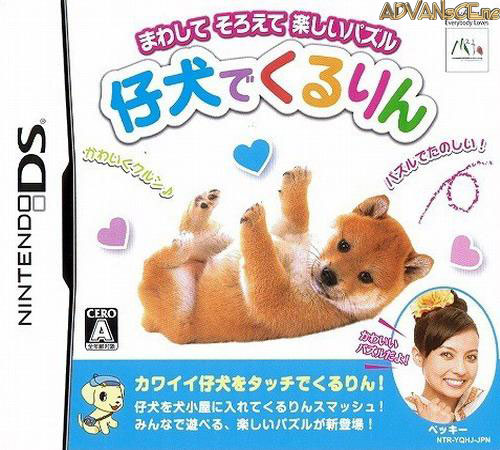 ADVANsCEne
Everybody Loves
まわして そろえて 楽しいパズル
仔犬でくるりん
かわいくクルン♪
パズルでたのしい!
NINTENDO DS
CERO
A
全年齢対象
かわいい
パズルだよ!
カワイイ仔犬をタッチでくるりん!
仔犬を犬小屋に入れてくるりんスマッシュ!
みんなで遊べる、楽しいパズルが新登場!
ベッキー
NTR-YQHJ-JPN